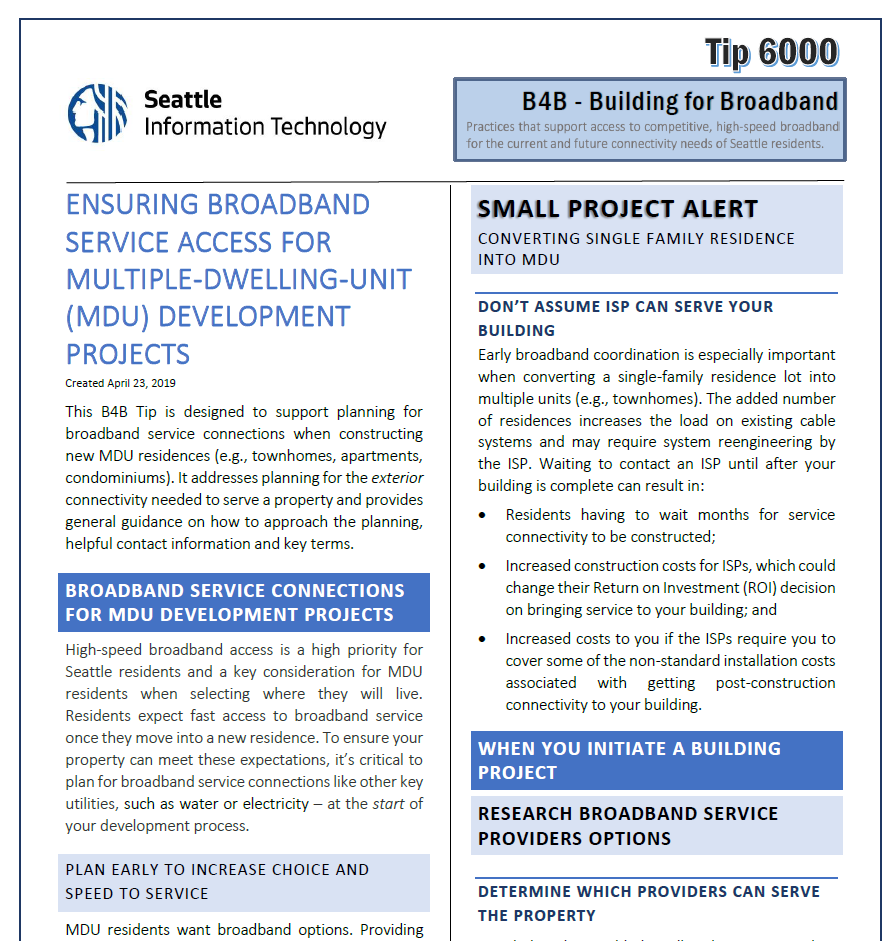 Tip 6000
Seattle
Information Technology
B4B - Building for Broadband
Practices that support access to competitive, high-speed broadband
for the current and future connectivity needs of Seattle residents.
ENSURING BROADBAND
SERVICE ACCESS FOR
MULTIPLE-DWELLING-UNIT
(MDU) DEVELOPMENT
PROJECTS
Created April 23, 2019
This B4B Tip is designed to support planning for
broadband service connections when constructing
new MDU residences (e.g., townhomes, apartments,
condominiums). It addresses planning for the exterior
connectivity needed to serve a property and provides
general guidance on how to approach the planning,
helpful contact information and key terms.
BROADBAND SERVICE CONNECTIONS
FOR MDU DEVELOPMENT PROJECTS
High-speed broadband access is a high priority for
Seattle residents and a key consideration for MDU
residents when selecting where they will live.
Residents expect fast access to broadband service
once they move into a new residence. To ensure your
property can meet these expectations, it’s critical to
plan for broadband service connections like other key
utilities, such as water or electricity – at the start of
your development process.
PLAN EARLY TO INCREASE CHOICE AND
SPEED TO SERVICE
MDU residents want broadband options. Providing
SMALL PROJECT ALERT
CONVERTING SINGLE FAMILY RESIDENCE
INTO MDU
DON’T ASSUME ISP CAN SERVE YOUR
BUILDING
Early broadband coordination is especially important
when converting a single-family residence lot into
multiple units (e.g., townhomes). The added number
of residences increases the load on existing cable
systems and may require system reengineering by
the ISP. Waiting to contact an ISP until after your
building is complete can result in:
• Residents having to wait months for service
connectivity to be constructed;
• Increased construction costs for ISPs, which could
change their Return on Investment (ROI) decision
on bringing service to your building; and
• Increased costs to you if the ISPs require you to
cover some of the non-standard installation costs
associated with getting post-construction
connectivity to your building.
WHEN YOU INITIATE A BUILDING
PROJECT
RESEARCH BROADBAND SERVICE
PROVIDERS OPTIONS
DETERMINE WHICH PROVIDERS CAN SERVE
THE PROPERTY